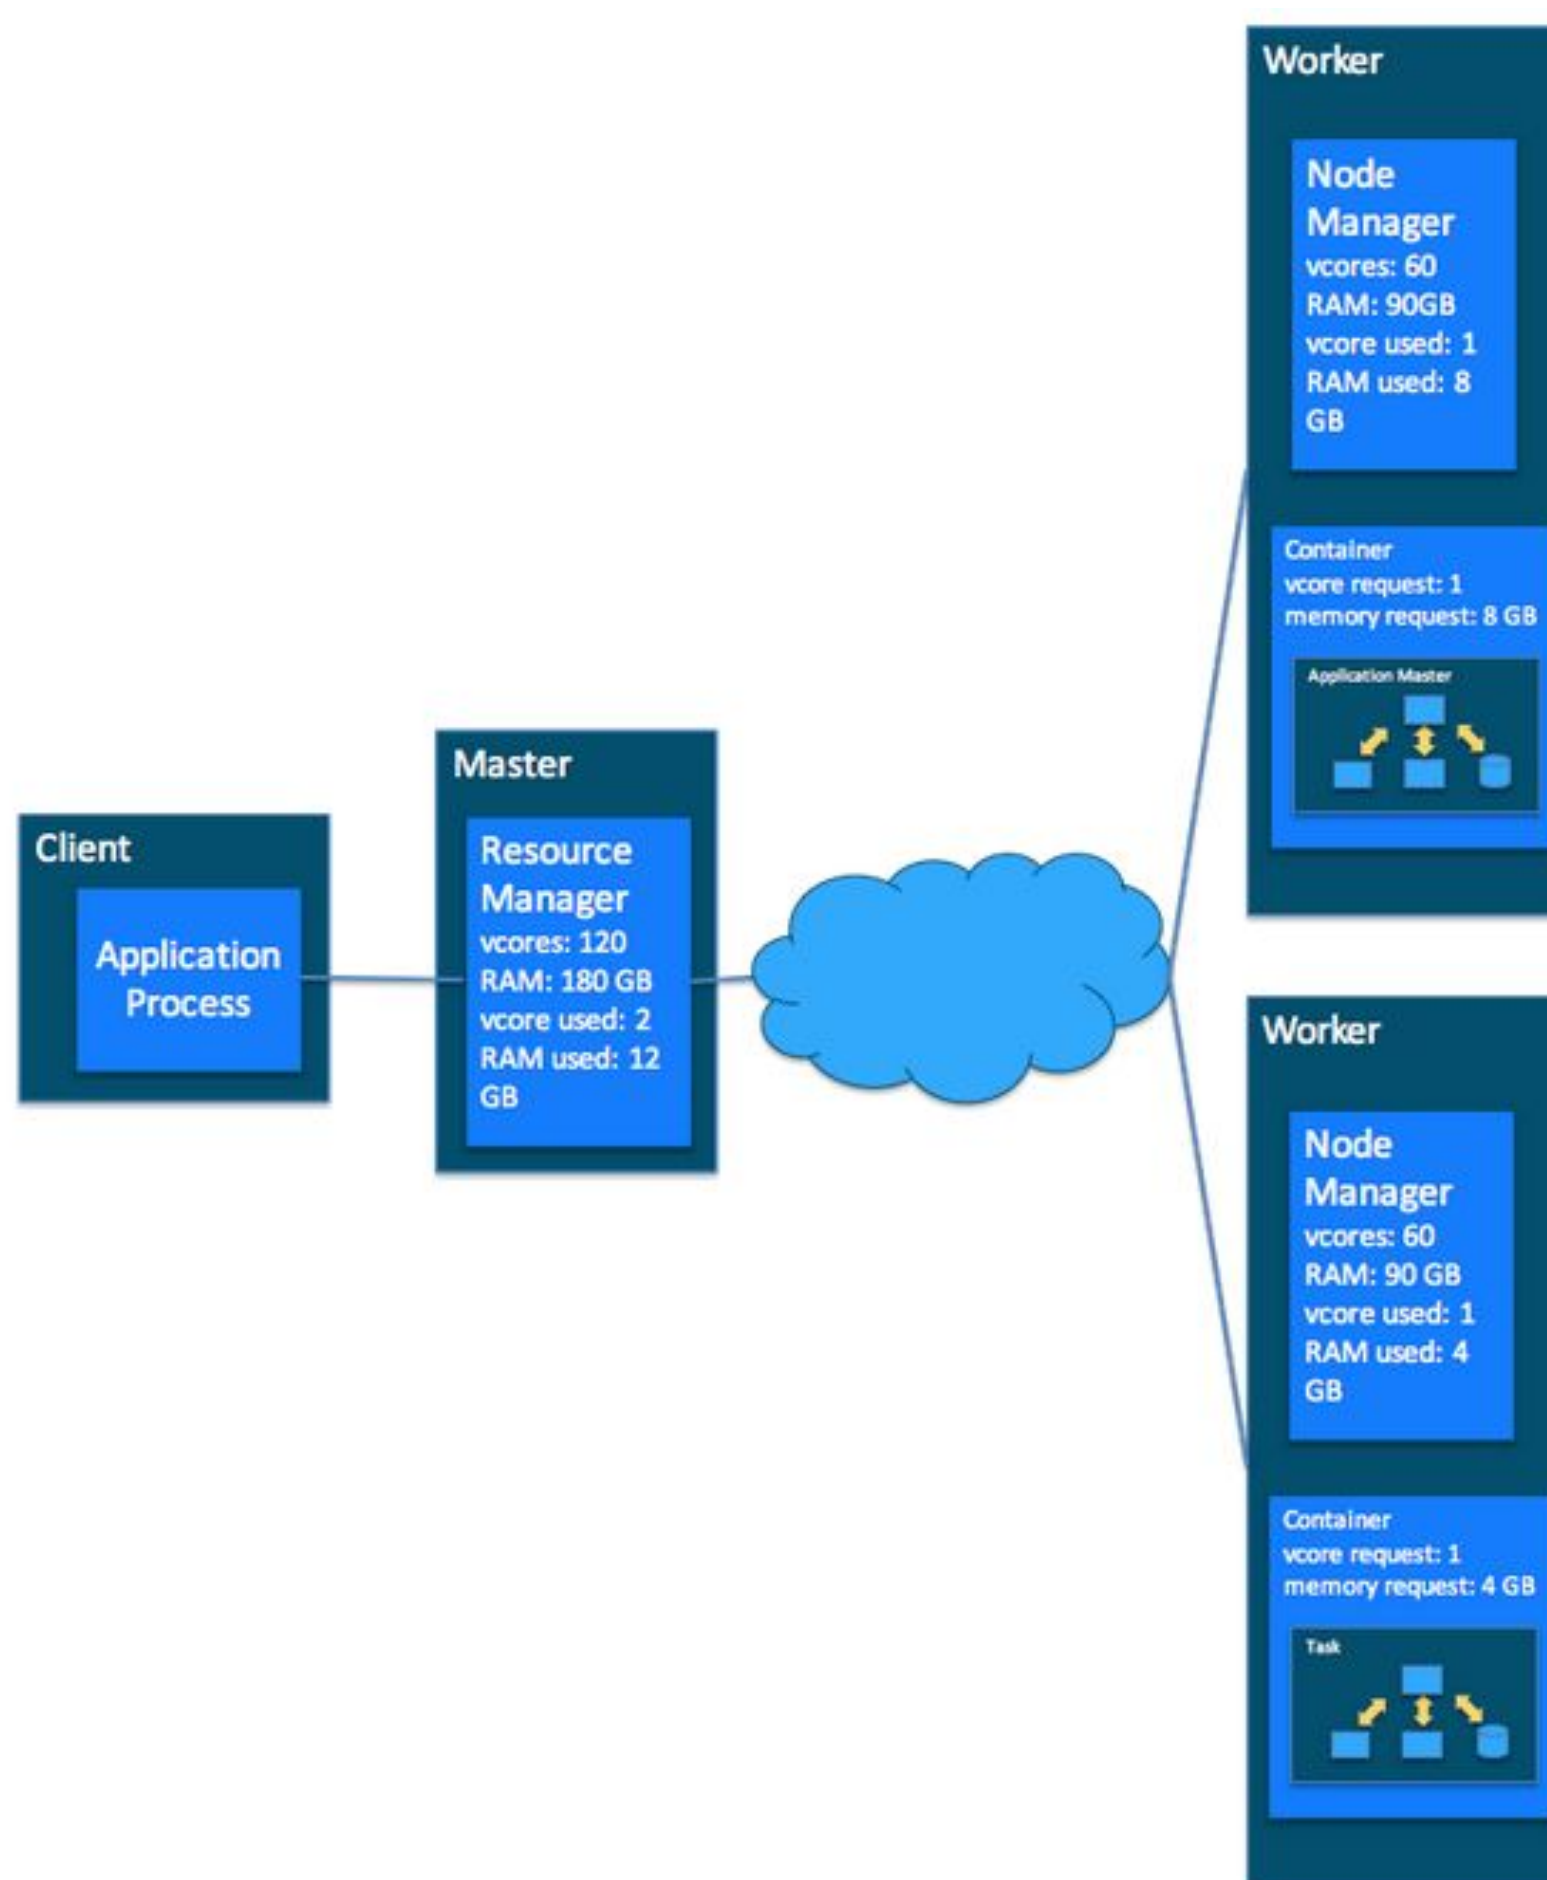 Client
Application
Process
Master
Resource
Manager
vcores: 120
RAM: 180 GB
vcore used: 2
RAM used: 12
GB
Worker
Node
Manager
vcores: 60
RAM: 90GB
vcore used: 1
RAM used: 8
GB
Container
vcore request: 1
memory request: 8 GB
Application Master
Worker
Node
Manager
vcores: 60
RAM: 90 GB
vcore used: 1
RAM used: 4
GB
Container
vcore request: 1
memory request: 4 GB
Task